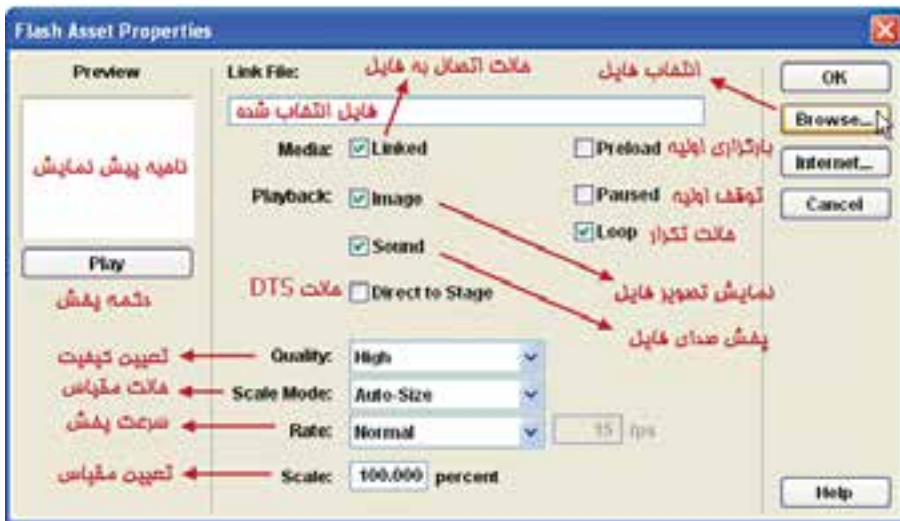 Flash Asset Properties
Preview
Link File:
حالت اتصال به فایل
انتخاب فایل
OK
فایل انتخاب شده
Browse...
Media:
Linked
Preload
بارگزاری اولیه
Internet...
ناحیه پیش نمایش
Playback:
Image
Paused
توقف اولیه
Cancel
Sound
Loop
حالت تکرار
Play
حالت DTS
Direct to Stage
نمایش تصویر فایل
دکمه پخش
پخش صدای فایل
تعیین کیفیت
Quality:
High
حالت مقیاس
Scale Mode:
Auto-Size
سرعت پخش
Rate:
Normal
15
fps
تعیین مقیاس
Scale:
100.000
percent
Help